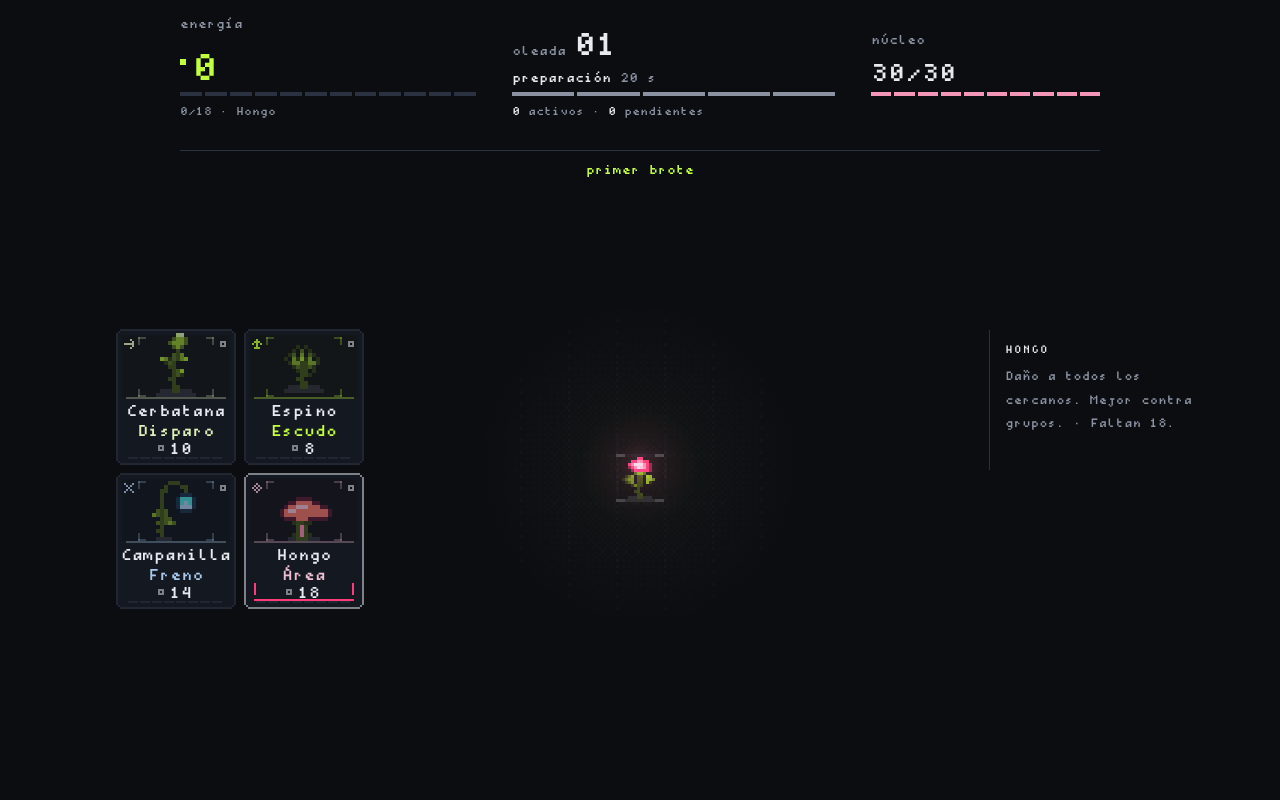 energía
0
0/18 · Hongo
oleada 01
preparación 20 s
0 activos · 0 pendientes
núcleo
30/30
primer brote
Cerbatana
Disparo
10
Espino
Escudo
8
Campanilla
Freno
14
Hongo
Área
18
HONGO
Daño a todos los
cercanos. Mejor contra
grupos. · Faltan 18.